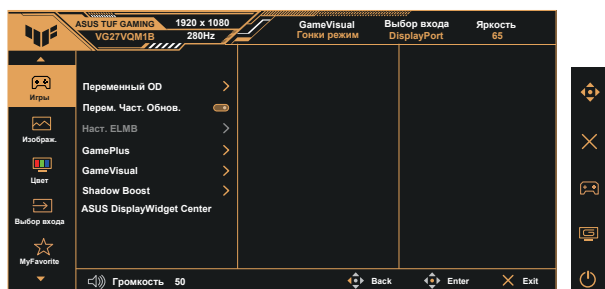 ASUS TUF GAMING 1920 x 1080
VG27VQM1B 280Hz
GameVisual Выбор входа Яркость
Гонки режим DisplayPort 65
Игры
Изображ.
Цвет
Выбор входа
MyFavorite
Переменный OD
Перем. Част. Обнов.
Наст. ELMB
GamePlus
GameVisual
Shadow Boost
ASUS DisplayWidget Center
Громкость 50 Back Enter Exit